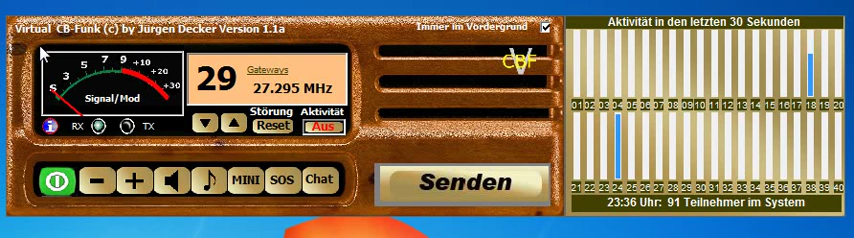 Virtual CB-Funk (c) by Jürgen Decker Version 1.1a
Immer im Vordergrund
3 5 7 9 +10 +20 +30
Signal/Mod
RX TX
29
Gateways
27.295 MHz
Störung Aktivität
Reset Aus
MINI SOS Chat
CBF
Senden
Aktivität in den letzten 30 Sekunden
01 02 03 04 05 06 07 08 09 10 11 12 13 14 15 16 17 18 19 20
21 22 23 24 25 26 27 28 29 30 31 32 33 34 35 36 37 38 39 40
23:36 Uhr: 91 Teilnehmer im System